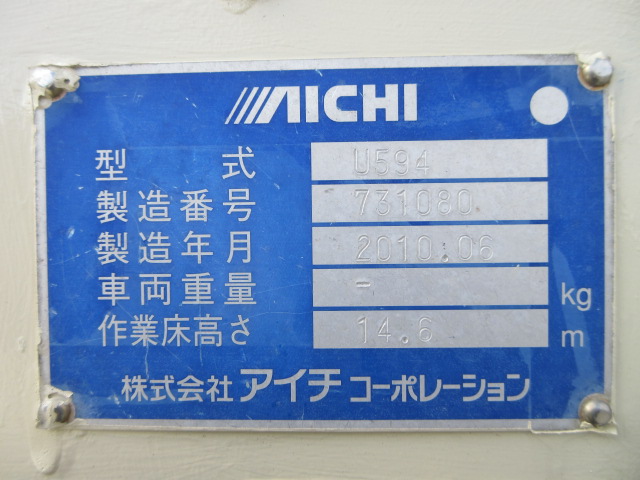 AICHI
型式 U594
製造番号 731080
製造年月 2010.06
車両重量 - kg
作業床高さ 14.6 m
株式会社 アイチ コーポレーション